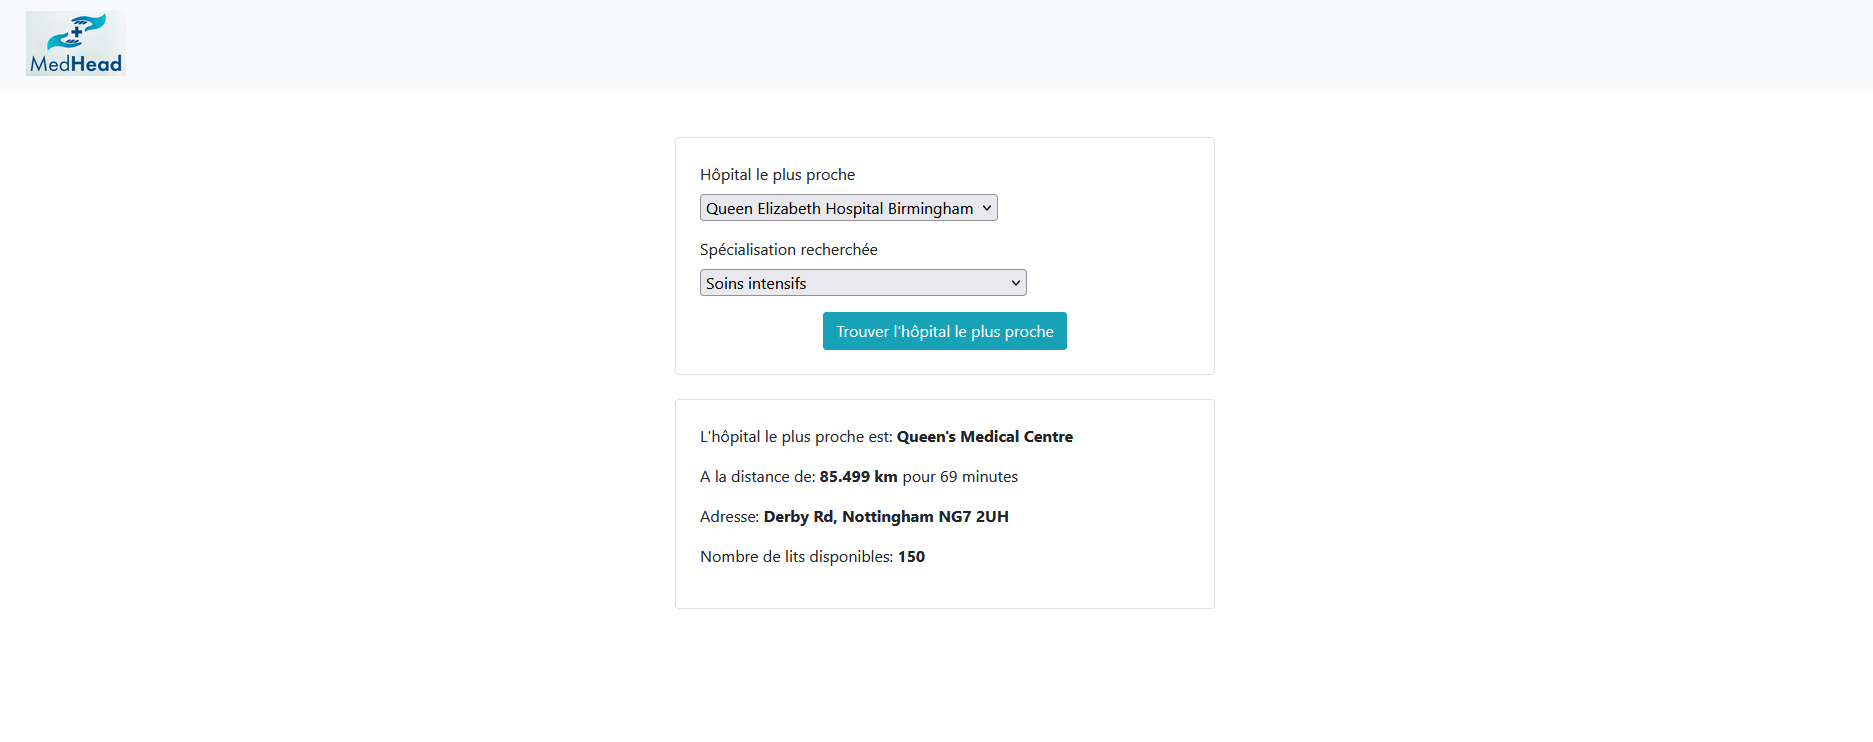 MedHead
Hôpital le plus proche
Queen Elizabeth Hospital Birmingham
Spécialisation recherchée
Soins intensifs
Trouver l'hôpital le plus proche
L'hôpital le plus proche est: Queen's Medical Centre
A la distance de: 85.499 km pour 69 minutes
Adresse: Derby Rd, Nottingham NG7 2UH
Nombre de lits disponibles: 150